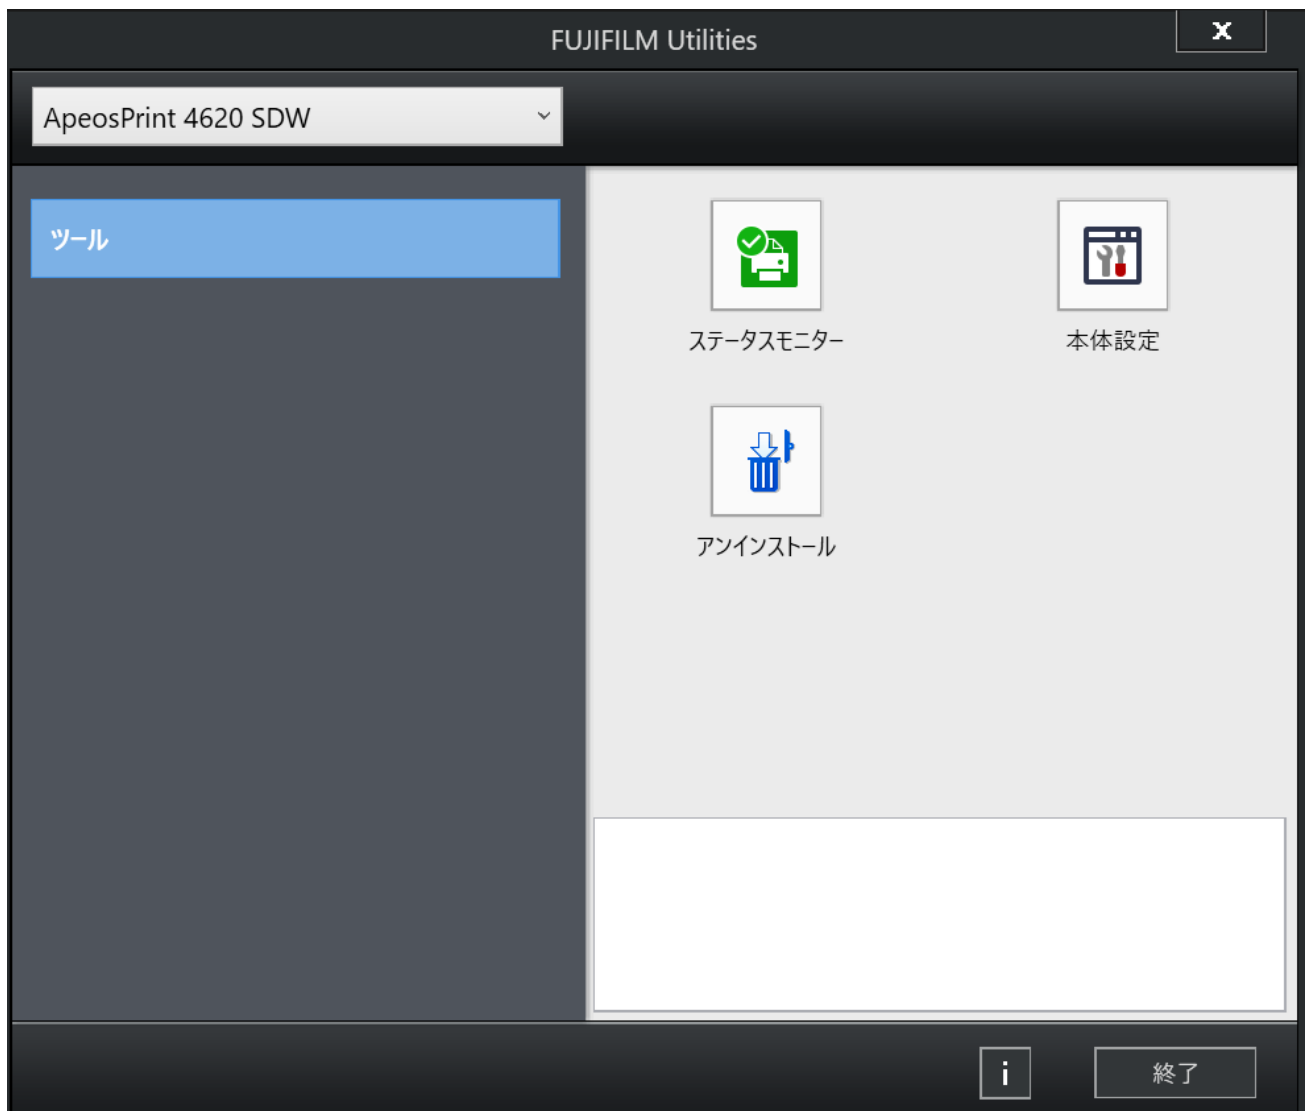 FUJIFILM Utilities
x
ApeosPrint 4620 SDW
ツール
ステータスモニター
本体設定
アンインストール
i
終了